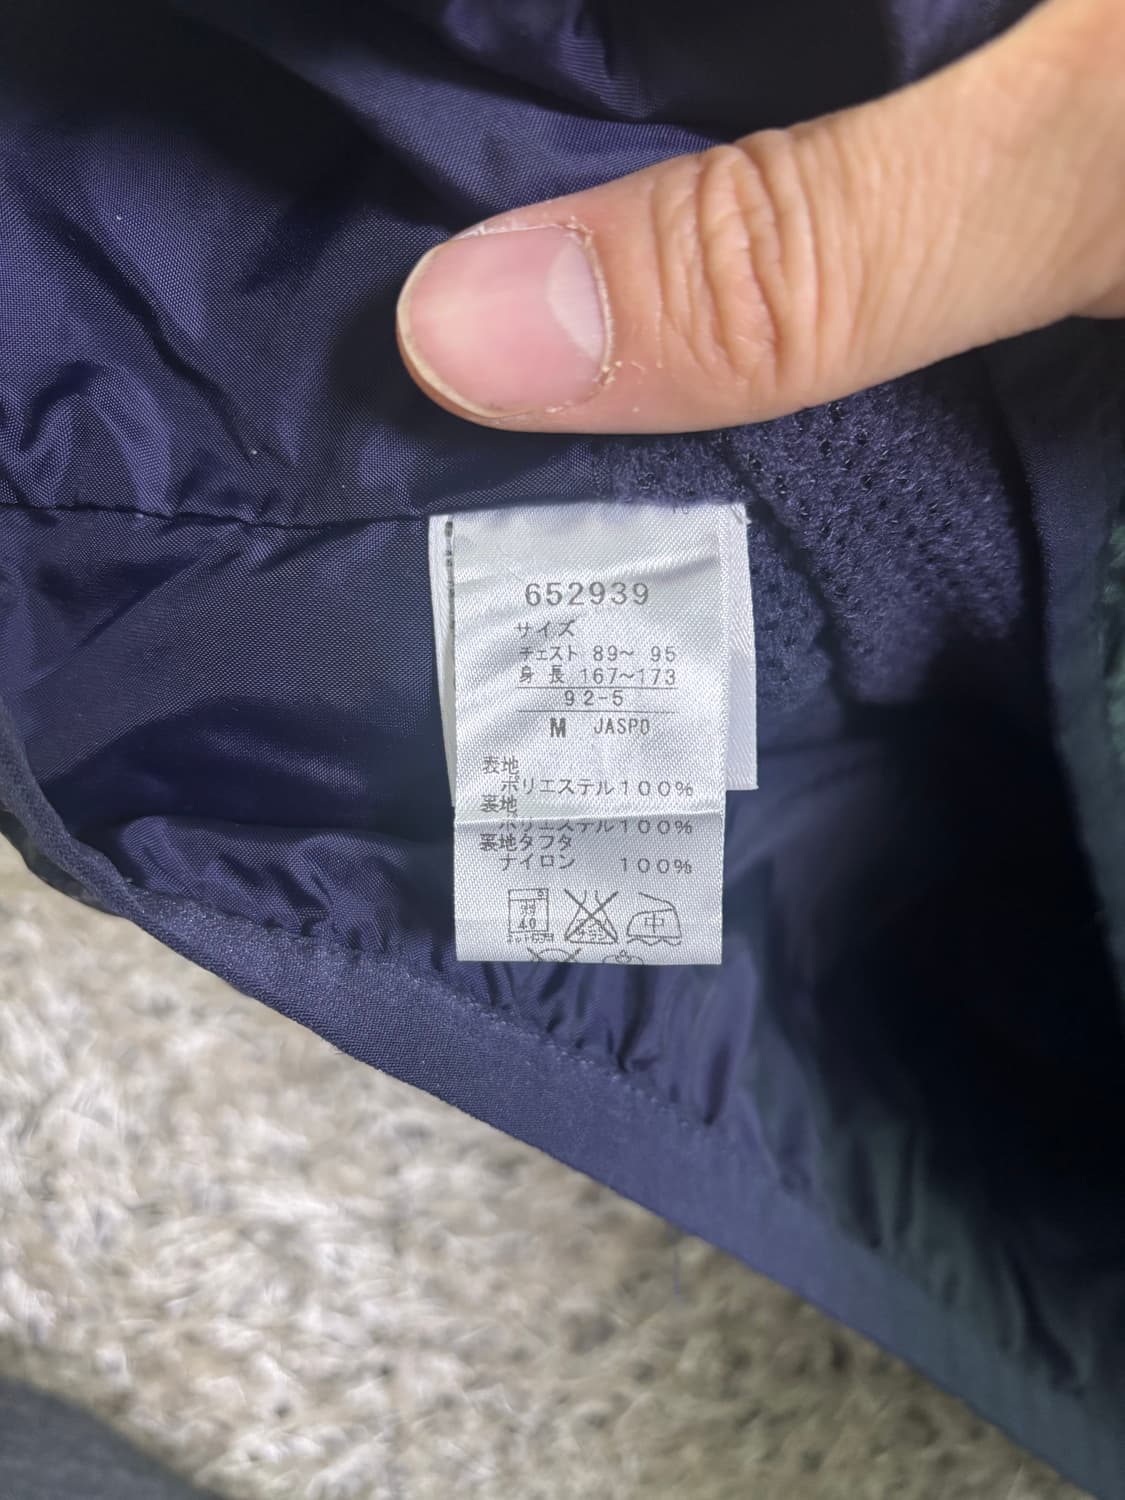 652939
サイズ
チェスト 89～ 95
身 長 167～173
92-5
M JASPO
表地
ポリエステル100%
裏地
ポリエステル100%
裏地タフタ
ナイロン 100%
40
中